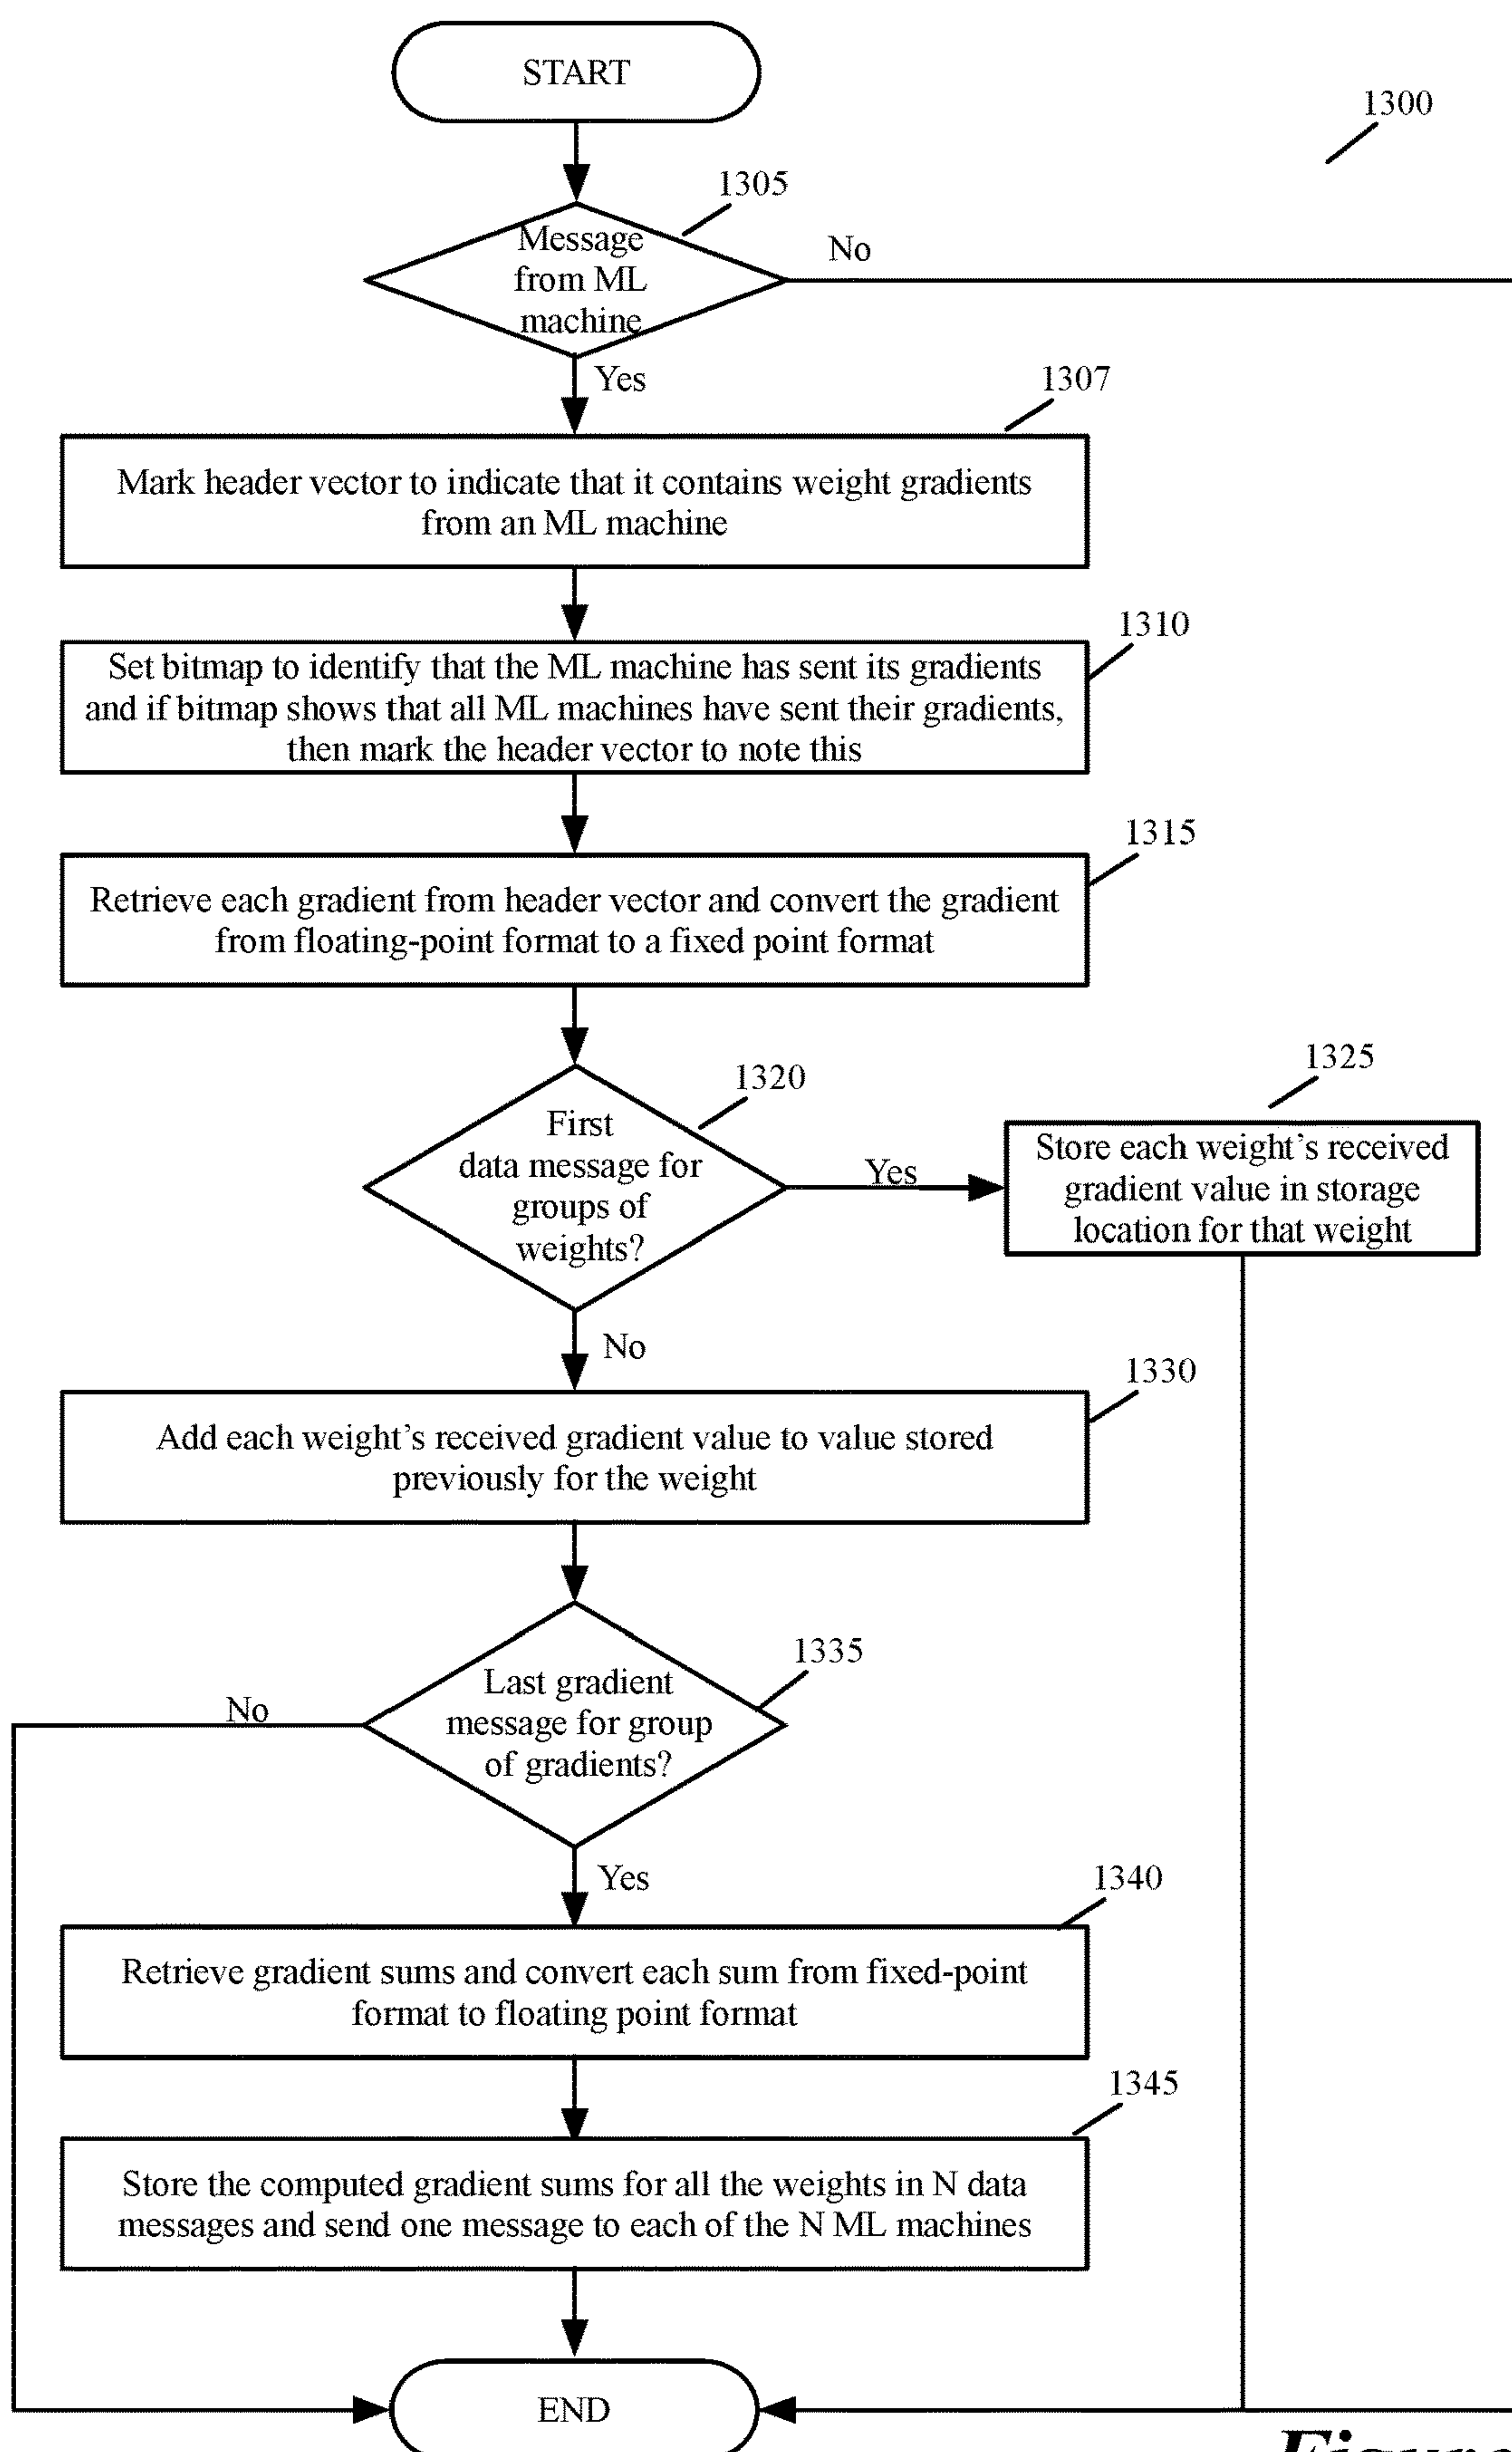 START
1300
1305
Message
from ML
machine
No
Yes
1307
Mark header vector to indicate that it contains weight gradients
from an ML machine
1310
Set bitmap to identify that the ML machine has sent its gradients
and if bitmap shows that all ML machines have sent their gradients,
then mark the header vector to note this
1315
Retrieve each gradient from header vector and convert the gradient
from floating-point format to a fixed point format
1320
First
data message for
groups of
weights?
Yes
1325
Store each weight's received
gradient value in storage
location for that weight
No
1330
Add each weight's received gradient value to value stored
previously for the weight
1335
Last gradient
message for group
of gradients?
No
Yes
1340
Retrieve gradient sums and convert each sum from fixed-point
format to floating point format
1345
Store the computed gradient sums for all the weights in N data
messages and send one message to each of the N ML machines
END